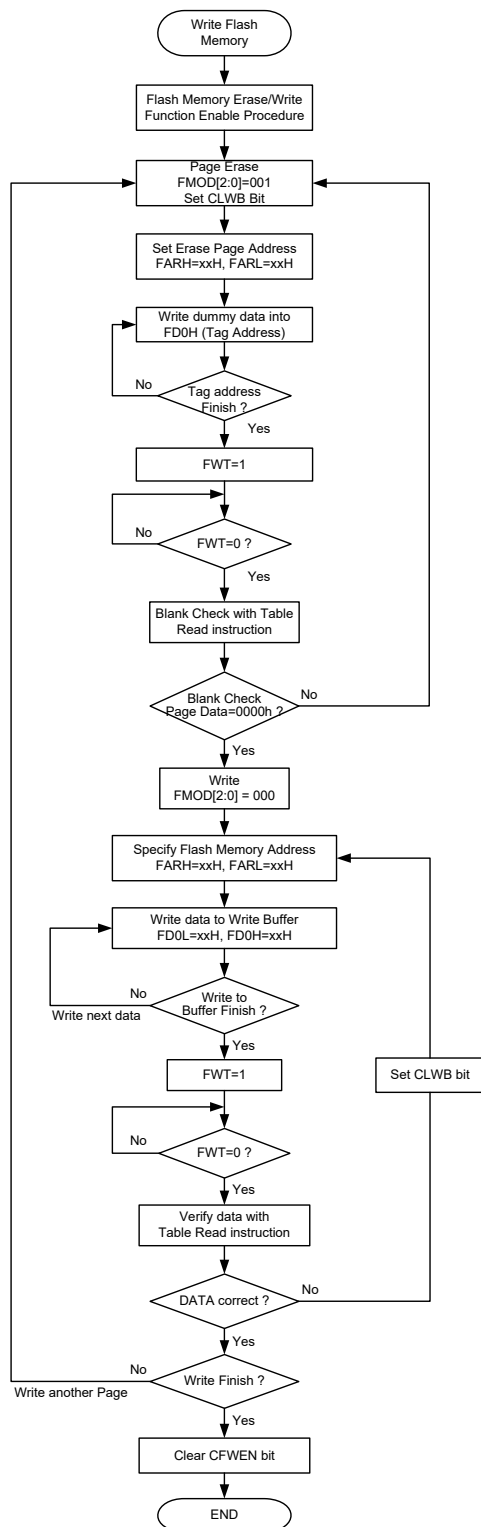 Write Flash
Memory
Flash Memory Erase/Write
Function Enable Procedure
Page Erase
FMOD[2:0]=001
Set CLWB Bit
Set Erase Page Address
FARH=xxH, FARL=xxH
Write dummy data into
FD0H (Tag Address)
No
Tag address
Finish ?
Yes
FWT=1
No
FWT=0 ?
Yes
Blank Check with Table
Read instruction
No
Blank Check
Page Data=0000h ?
Yes
Write
FMOD[2:0] = 000
Specify Flash Memory Address
FARH=xxH, FARL=xxH
Write data to Write Buffer
FD0L=xxH, FD0H=xxH
No
Write next data
Write to
Buffer Finish ?
Yes
FWT=1
Set CLWB bit
No
FWT=0 ?
Yes
Verify data with
Table Read instruction
No
DATA correct ?
Yes
No
Write another Page
Write Finish ?
Yes
Clear CFWEN bit
END